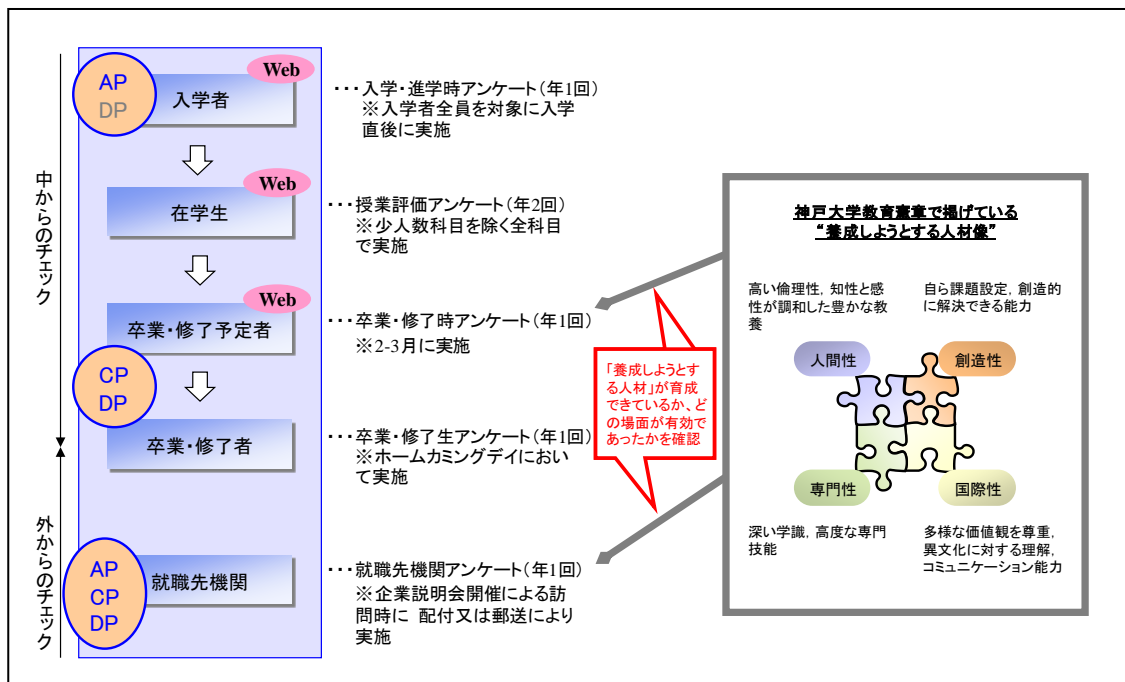 中からのチェック
外からのチェック
AP
DP
入学者
Web
・・・入学・進学時アンケート(年1回)
※入学者全員を対象に入学
直後に実施
在学生
Web
・・・授業評価アンケート(年2回)
※少人数科目を除く全科目
で実施
卒業・修了予定者
Web
・・・卒業・修了時アンケート(年1回)
※2-3月に実施
CP
DP
卒業・修了者
・・・卒業・修了生アンケート(年1回)
※ホームカミングデイにおい
て実施
AP
CP
DP
就職先機関
・・・就職先機関アンケート(年1回)
※企業説明会開催による訪
問時に 配付又は郵送により
実施
「養成しようとす
る人材」が育成
できているか、ど
の場面が有効で
あったかを確認
神戸大学教育憲章で掲げている
“養成しようとする人材像”
高い倫理性, 知性と感
性が調和した豊かな教
養
自ら課題設定, 創造的
に解決できる能力
人間性
創造性
専門性
国際性
深い学識, 高度な専門
技能
多様な価値観を尊重,
異文化に対する理解,
コミュニケーション能力